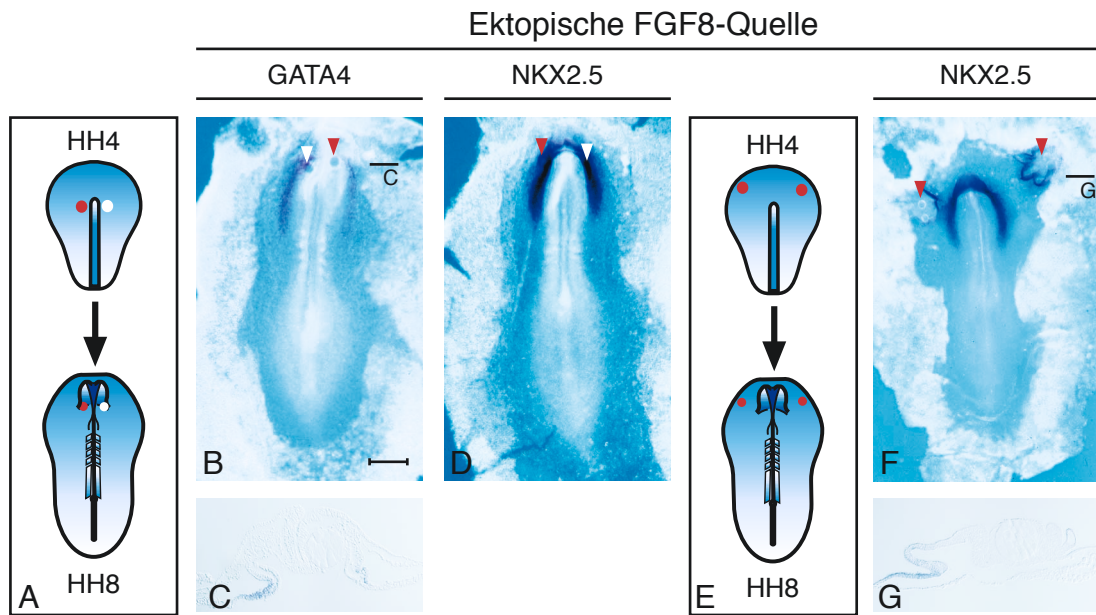 Ektopische FGF8-Quelle
GATA4
NKX2.5
NKX2.5
HH4
HH8
A
B
C
C
D
HH4
HH8
E
F
G
G